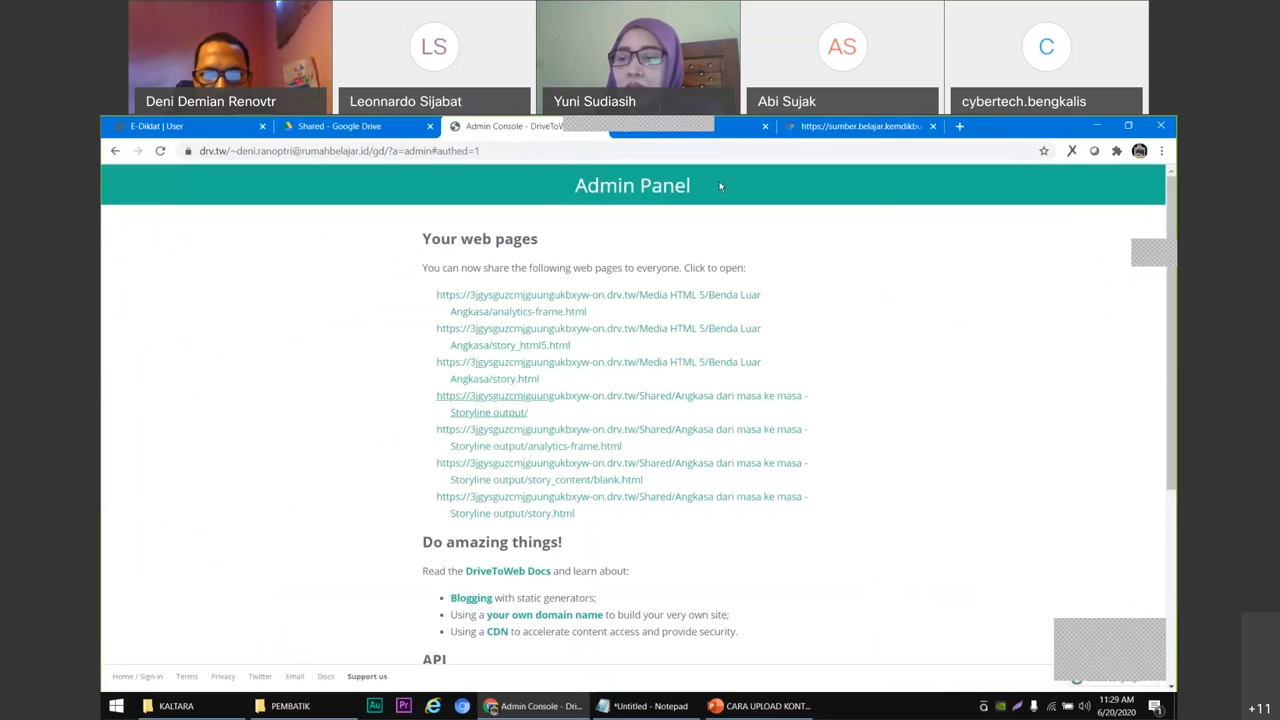 LS
AS
C
Deni Demian Renovtr
Leonnardo Sijabat
Yuni Sudiasih
Abi Sujak
cybertech.bengkalis
E-Diklat | User
Shared - Google Drive
Admin Console - DriveToW
https://sumber.belajar.kemdikbu
drv.tw/~deni.ranoptri@rumahbelajar.id/gd/?a=admin#authed=1
Admin Panel
Your web pages
You can now share the following web pages to everyone. Click to open:
https://3jgysguzcmjguungukbxyw-on.drv.tw/Media HTML 5/Benda Luar
Angkasa/analytics-frame.html
https://3jgysguzcmjguungukbxyw-on.drv.tw/Media HTML 5/Benda Luar
Angkasa/story_html5.html
https://3jgysguzcmjguungukbxyw-on.drv.tw/Media HTML 5/Benda Luar
Angkasa/story.html
https://3jgysguzcmjguungukbxyw-on.drv.tw/Shared/Angkasa dari masa ke masa -
Storyline output/
https://3jgysguzcmjguungukbxyw-on.drv.tw/Shared/Angkasa dari masa ke masa -
Storyline output/analytics-frame.html
https://3jgysguzcmjguungukbxyw-on.drv.tw/Shared/Angkasa dari masa ke masa -
Storyline output/story_content/blank.html
https://3jgysguzcmjguungukbxyw-on.drv.tw/Shared/Angkasa dari masa ke masa -
Storyline output/story.html
Do amazing things!
Read the DriveToWeb Docs and learn about:
• Blogging with static generators;
• Using a your own domain name to build your very own site;
• Using a CDN to accelerate content access and provide security.
API
Home / Sign-in Terms Privacy Twitter Email Docs Support us
KALTARA
PEMBATIK
Au
Pr
Admin Console - Dri...
*Untitled - Notepad
CARA UPLOAD KONT...
11:29 AM
6/20/2020
+11